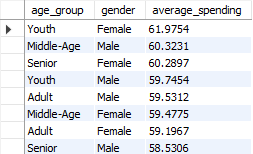 age_group gender average_spending
Youth Female 61.9754
Middle-Age Male 60.3231
Senior Female 60.2897
Youth Male 59.7454
Adult Male 59.5312
Middle-Age Female 59.4775
Adult Female 59.1967
Senior Male 58.5306